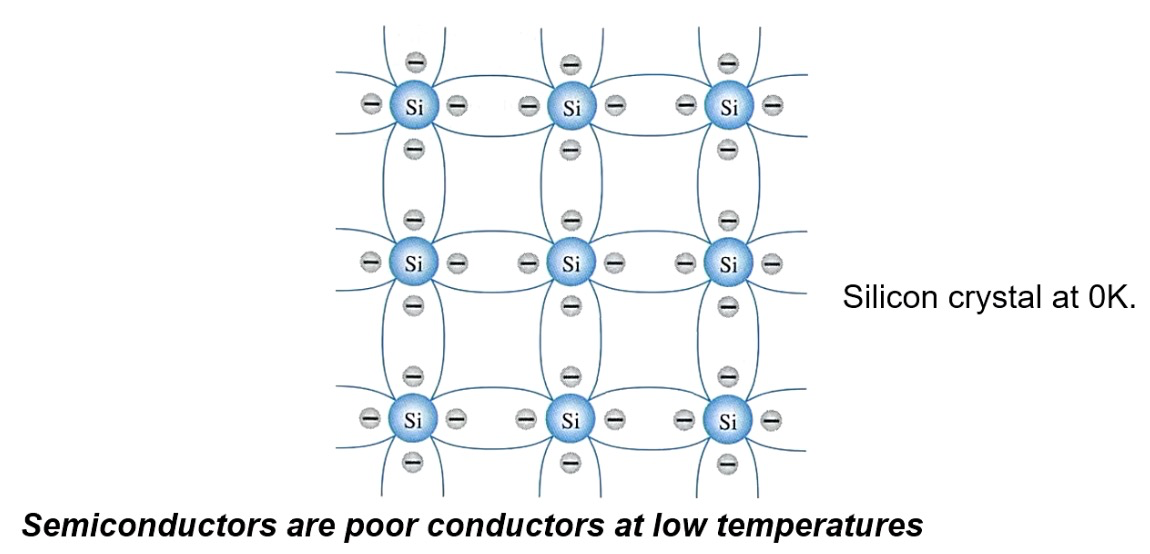 Si Si Si
Si Si Si
Silicon crystal at 0K.
Si Si Si
Semiconductors are poor conductors at low temperatures